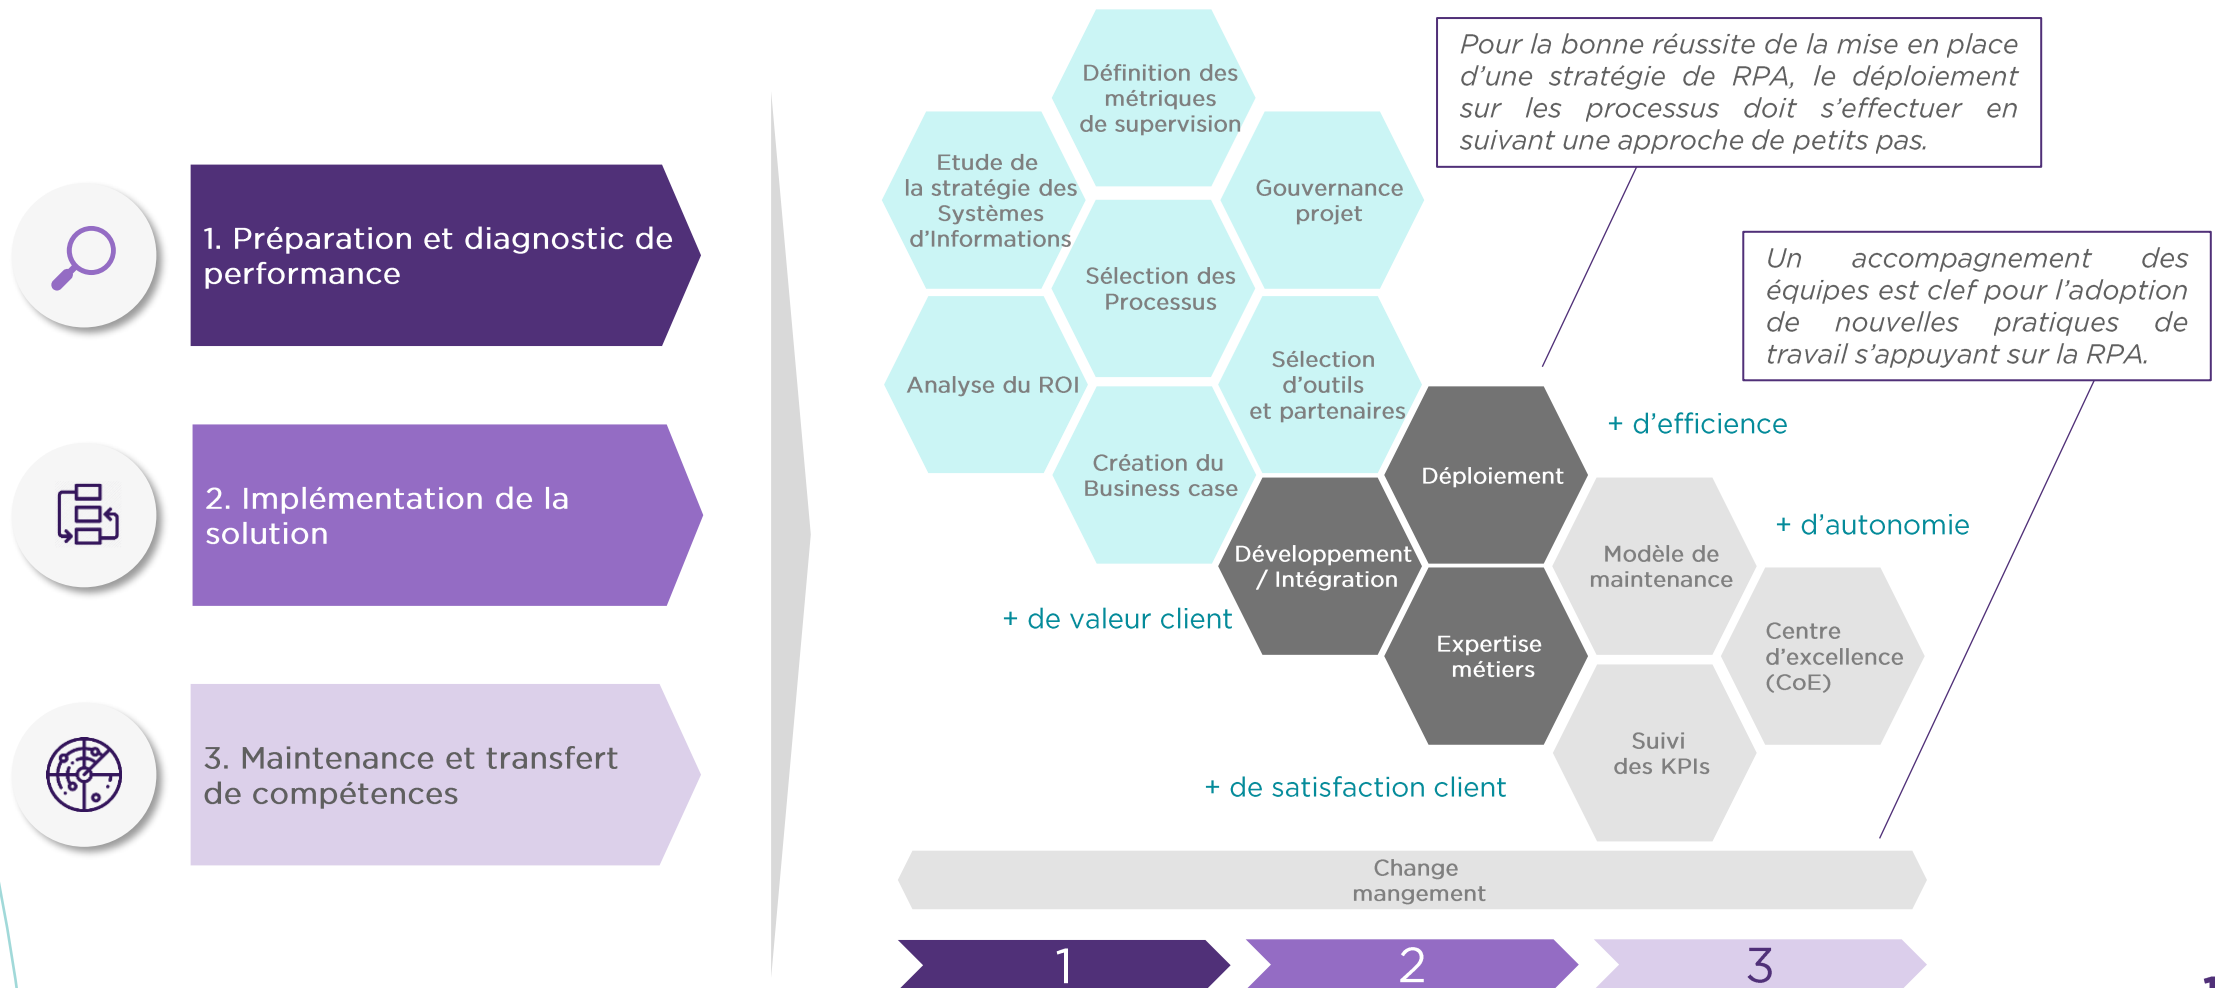 1. Préparation et diagnostic de
performance
2. Implémentation de la
solution
3. Maintenance et transfert
de compétences
Définition des
métriques
de supervision
Etude de
la stratégie des
Systèmes
d'Informations
Gouvernance
projet
Sélection des
Processus
Analyse du ROI
Sélection
d'outils
et partenaires
Création du
Business case
Déploiement
Développement
/ Intégration
Expertise
métiers
Modèle de
maintenance
Centre
d'excellence
(CoE)
Suivi
des KPIs
+ d'efficience
+ d'autonomie
+ de valeur client
+ de satisfaction client
Pour la bonne réussite de la mise en place
d'une stratégie de RPA, le déploiement
sur les processus doit s'effectuer en
suivant une approche de petits pas.
Un accompagnement des
équipes est clef pour l'adoption
de nouvelles pratiques de
travail s'appuyant sur la RPA.
Change
mangement
1
2
3